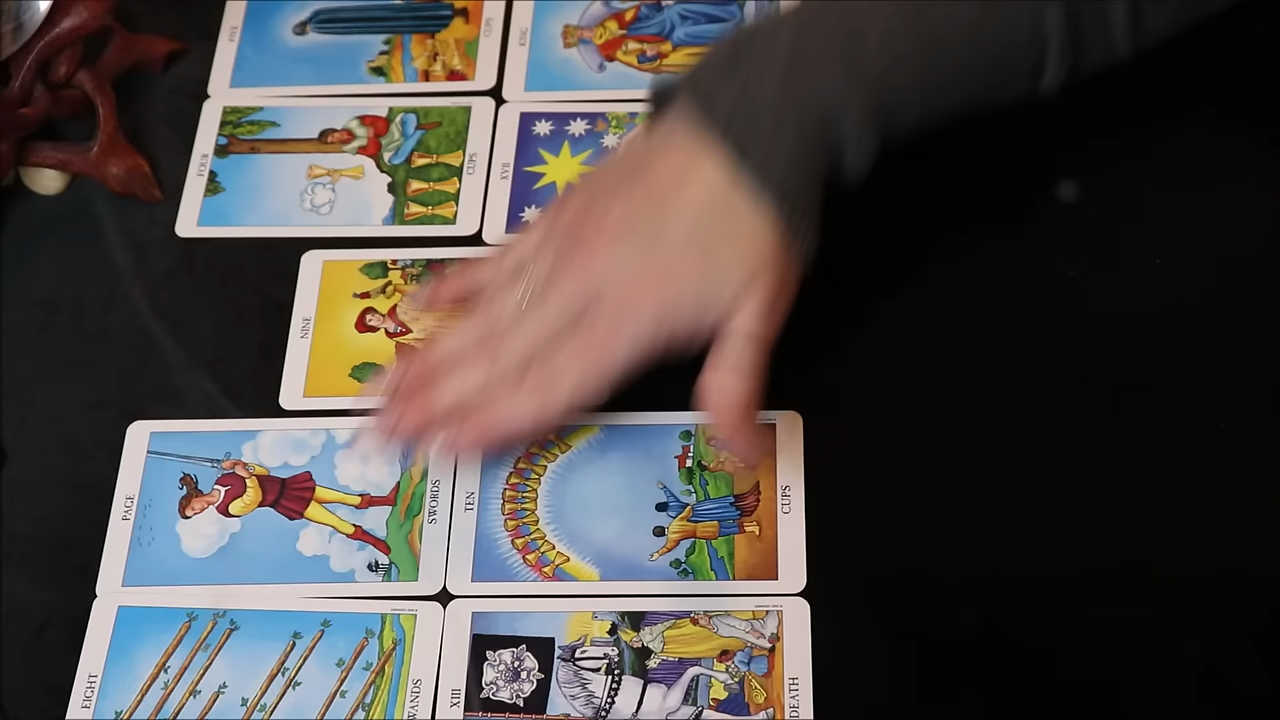 FIVE
CUPS
KING
FOUR
CUPS
XVII
NINE
PAGE
SWORDS
TEN
CUPS
EIGHT
WANDS
XIII
DEATH